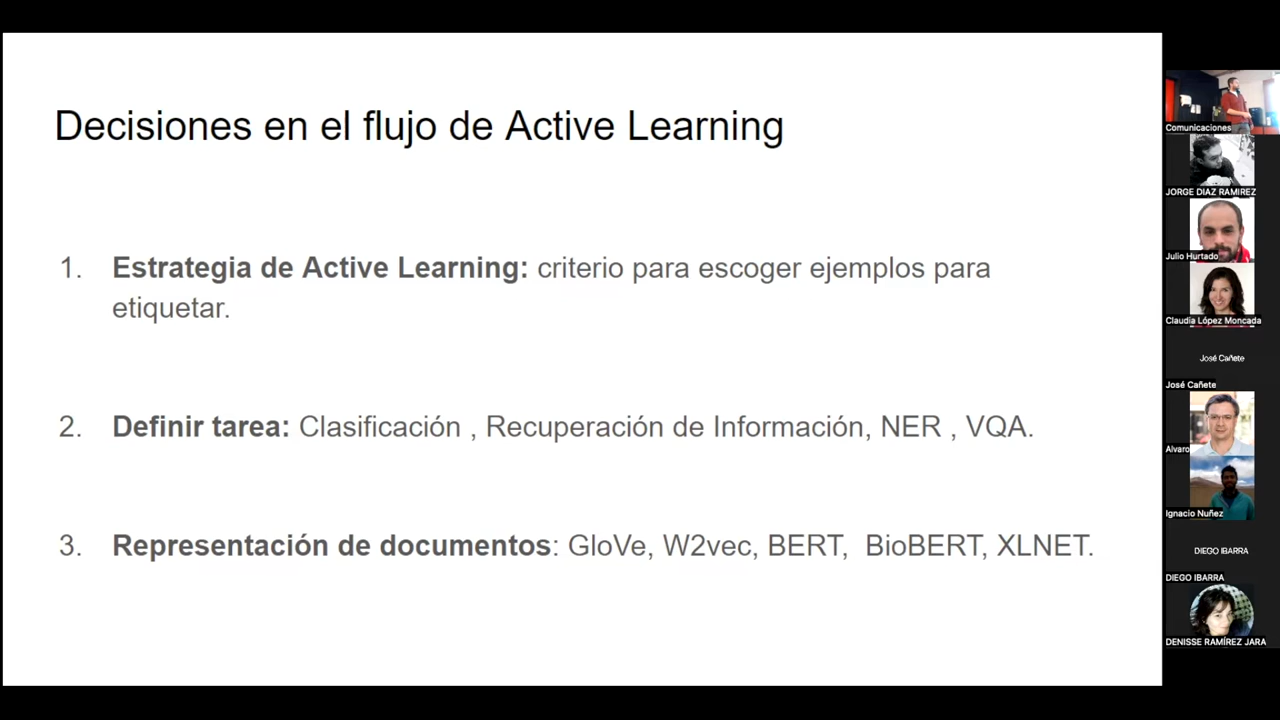 Decisiones en el flujo de Active Learning
1. Estrategia de Active Learning: criterio para escoger ejemplos para
etiquetar.
2. Definir tarea: Clasificación , Recuperación de Información, NER , VQA.
3. Representación de documentos: GloVe, W2vec, BERT, BioBERT, XLNET.
Comunicaciones
JORGE DIAZ RAMIREZ
Julio Hurtado
Claudia López Moncada
José Cañete
José Cañete
Alvaro
Ignacio Nuñez
DIEGO IBARRA
DIEGO IBARRA
DENISSE RAMÍREZ JARA